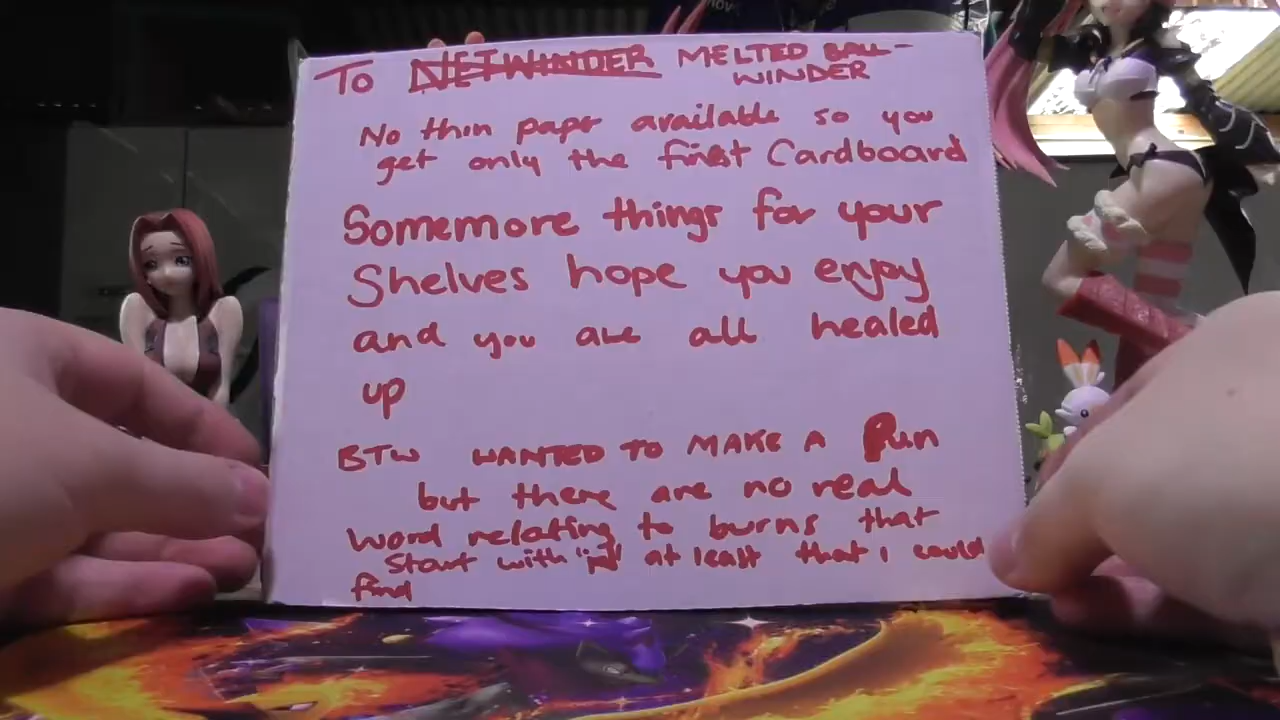 TO NETWINDER MELTED BALL-
WINDER
No thin papr available so you
get only the finest Cardboard
Somemore things for your
Shelves hope you enjoy
and you are all healed
up
BTW WANTED TO MAKE A Pun
but there are no real
Word relating to burns that
Start with "n" at least that I could
find